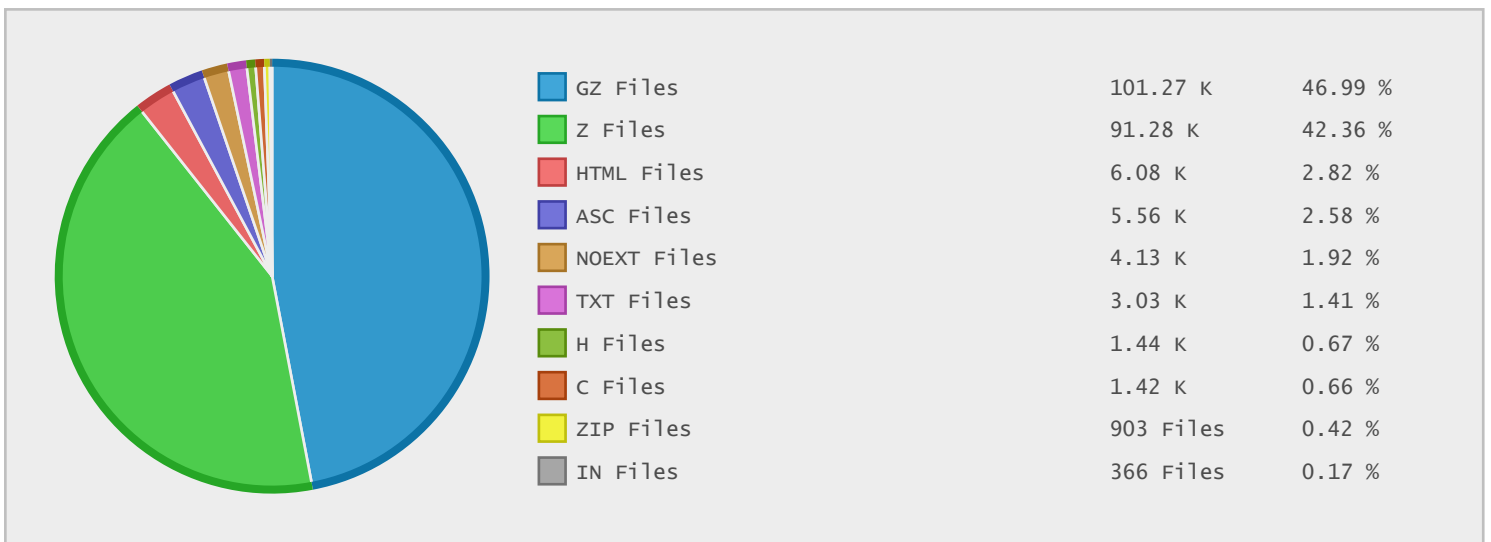 GZ Files 101.27 K 46.99 %
Z Files 91.28 K 42.36 %
HTML Files 6.08 K 2.82 %
ASC Files 5.56 K 2.58 %
NOEXT Files 4.13 K 1.92 %
TXT Files 3.03 K 1.41 %
H Files 1.44 K 0.67 %
C Files 1.42 K 0.66 %
ZIP Files 903 Files 0.42 %
IN Files 366 Files 0.17 %